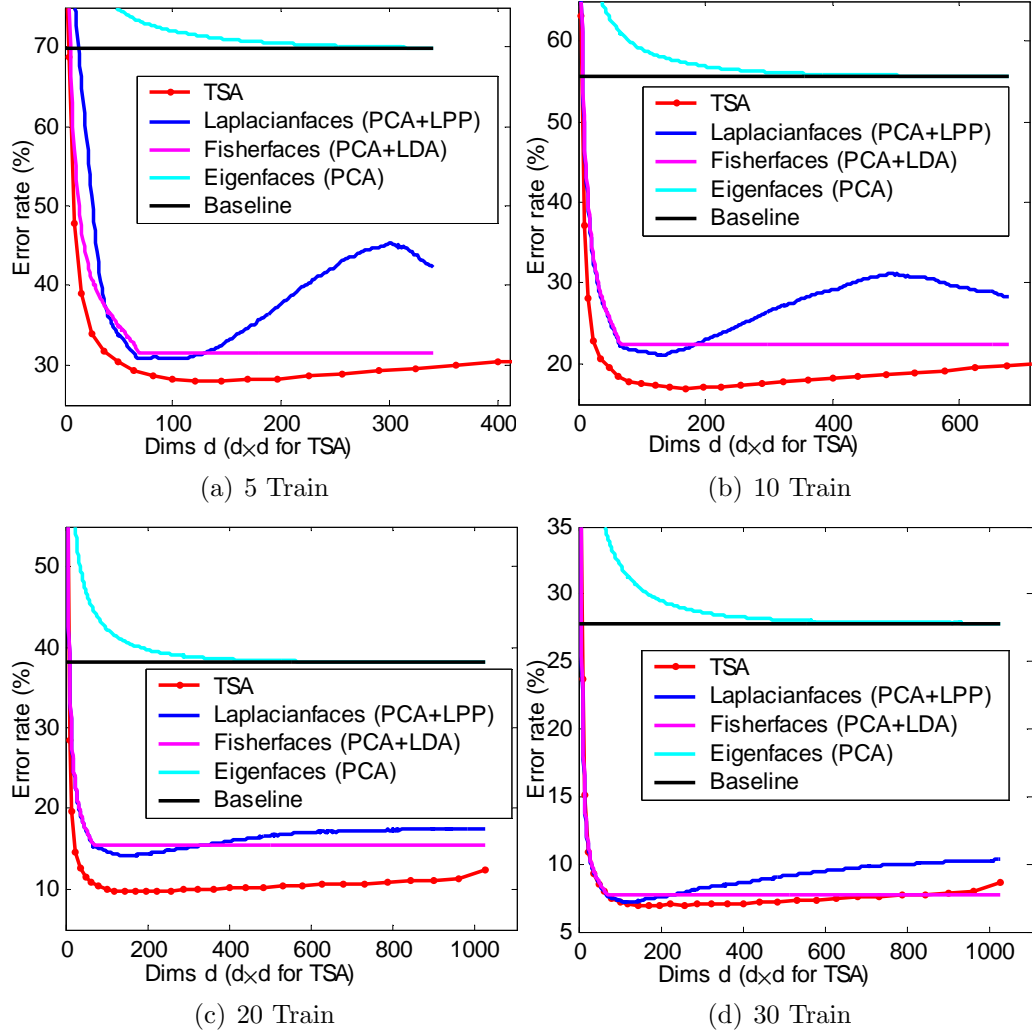 Error rate (%)
70
60
50
40
30
TSA
Laplacianfaces (PCA+LPP)
Fisherfaces (PCA+LDA)
Eigenfaces (PCA)
Baseline
0 100 200 300 400
Dims d (d×d for TSA)
(a) 5 Train
Error rate (%)
60
50
40
30
20
TSA
Laplacianfaces (PCA+LPP)
Fisherfaces (PCA+LDA)
Eigenfaces (PCA)
Baseline
0 200 400 600
Dims d (d×d for TSA)
(b) 10 Train
Error rate (%)
50
40
30
20
10
TSA
Laplacianfaces (PCA+LPP)
Fisherfaces (PCA+LDA)
Eigenfaces (PCA)
Baseline
0 200 400 600 800 1000
Dims d (d×d for TSA)
(c) 20 Train
Error rate (%)
35
30
25
20
15
10
5
TSA
Laplacianfaces (PCA+LPP)
Fisherfaces (PCA+LDA)
Eigenfaces (PCA)
Baseline
0 200 400 600 800 1000
Dims d (d×d for TSA)
(d) 30 Train